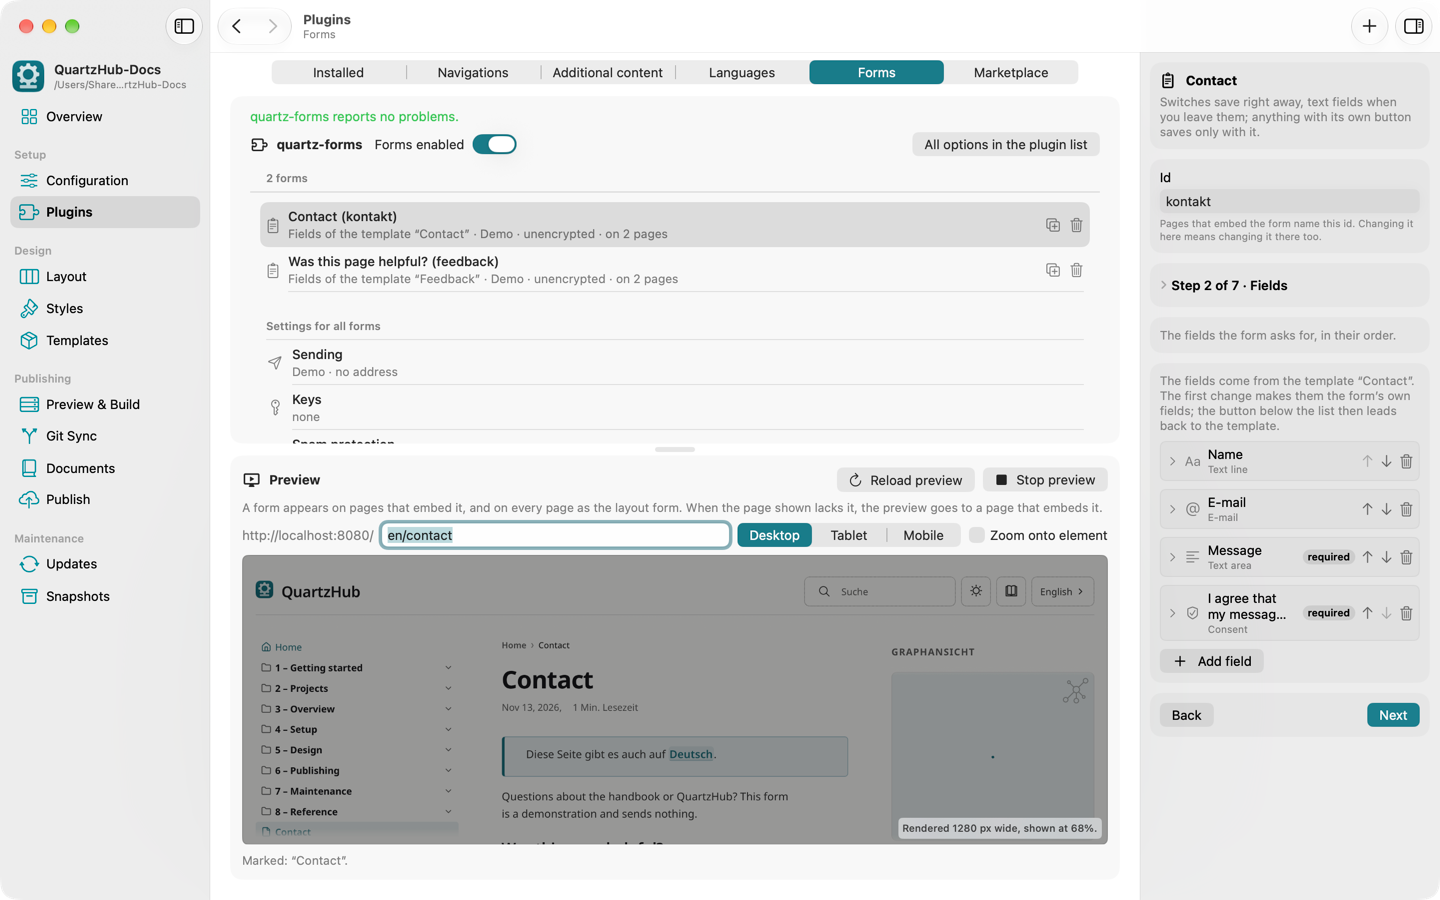 Plugins
Forms
QuartzHub-Docs
/Users/Share...rtzHub-Docs
Overview
Setup
Configuration
Plugins
Design
Layout
Styles
Templates
Publishing
Preview & Build
Git Sync
Documents
Publish
Maintenance
Updates
Snapshots
Installed
Navigations
Additional content
Languages
Forms
Marketplace
quartz-forms reports no problems.
quartz-forms Forms enabled
All options in the plugin list
2 forms
Contact (kontakt)
Fields of the template “Contact” · Demo · unencrypted · on 2 pages
Was this page helpful? (feedback)
Fields of the template “Feedback” · Demo · unencrypted · on 2 pages
Settings for all forms
Sending
Demo · no address
Keys
none
Spam protection
Preview
Reload preview
Stop preview
A form appears on pages that embed it, and on every page as the layout form. When the page shown lacks it, the preview goes to a page that embeds it.
http://localhost:8080/ en/contact
Desktop
Tablet
Mobile
Zoom onto element
QuartzHub
Suche
English
Home
1 – Getting started
2 – Projects
3 – Overview
4 – Setup
5 – Design
6 – Publishing
7 – Maintenance
8 – Reference
Contact
Home › Contact
Contact
Nov 13, 2026, 1 Min. Lesezeit
Diese Seite gibt es auch auf Deutsch.
Questions about the handbook or QuartzHub? This form
is a demonstration and sends nothing.
GRAPHANSICHT
Rendered 1280 px wide, shown at 68%.
Marked: “Contact”.
Contact
Switches save right away, text fields when
you leave them; anything with its own button
saves only with it.
Id
kontakt
Pages that embed the form name this id. Changing it
here means changing it there too.
Step 2 of 7 · Fields
The fields the form asks for, in their order.
The fields come from the template “Contact”.
The first change makes them the form’s own
fields; the button below the list then leads
back to the template.
Aa Name
Text line
@ E-mail
E-mail
Message required
Text area
I agree that
my messag... required
Consent
Add field
Back
Next